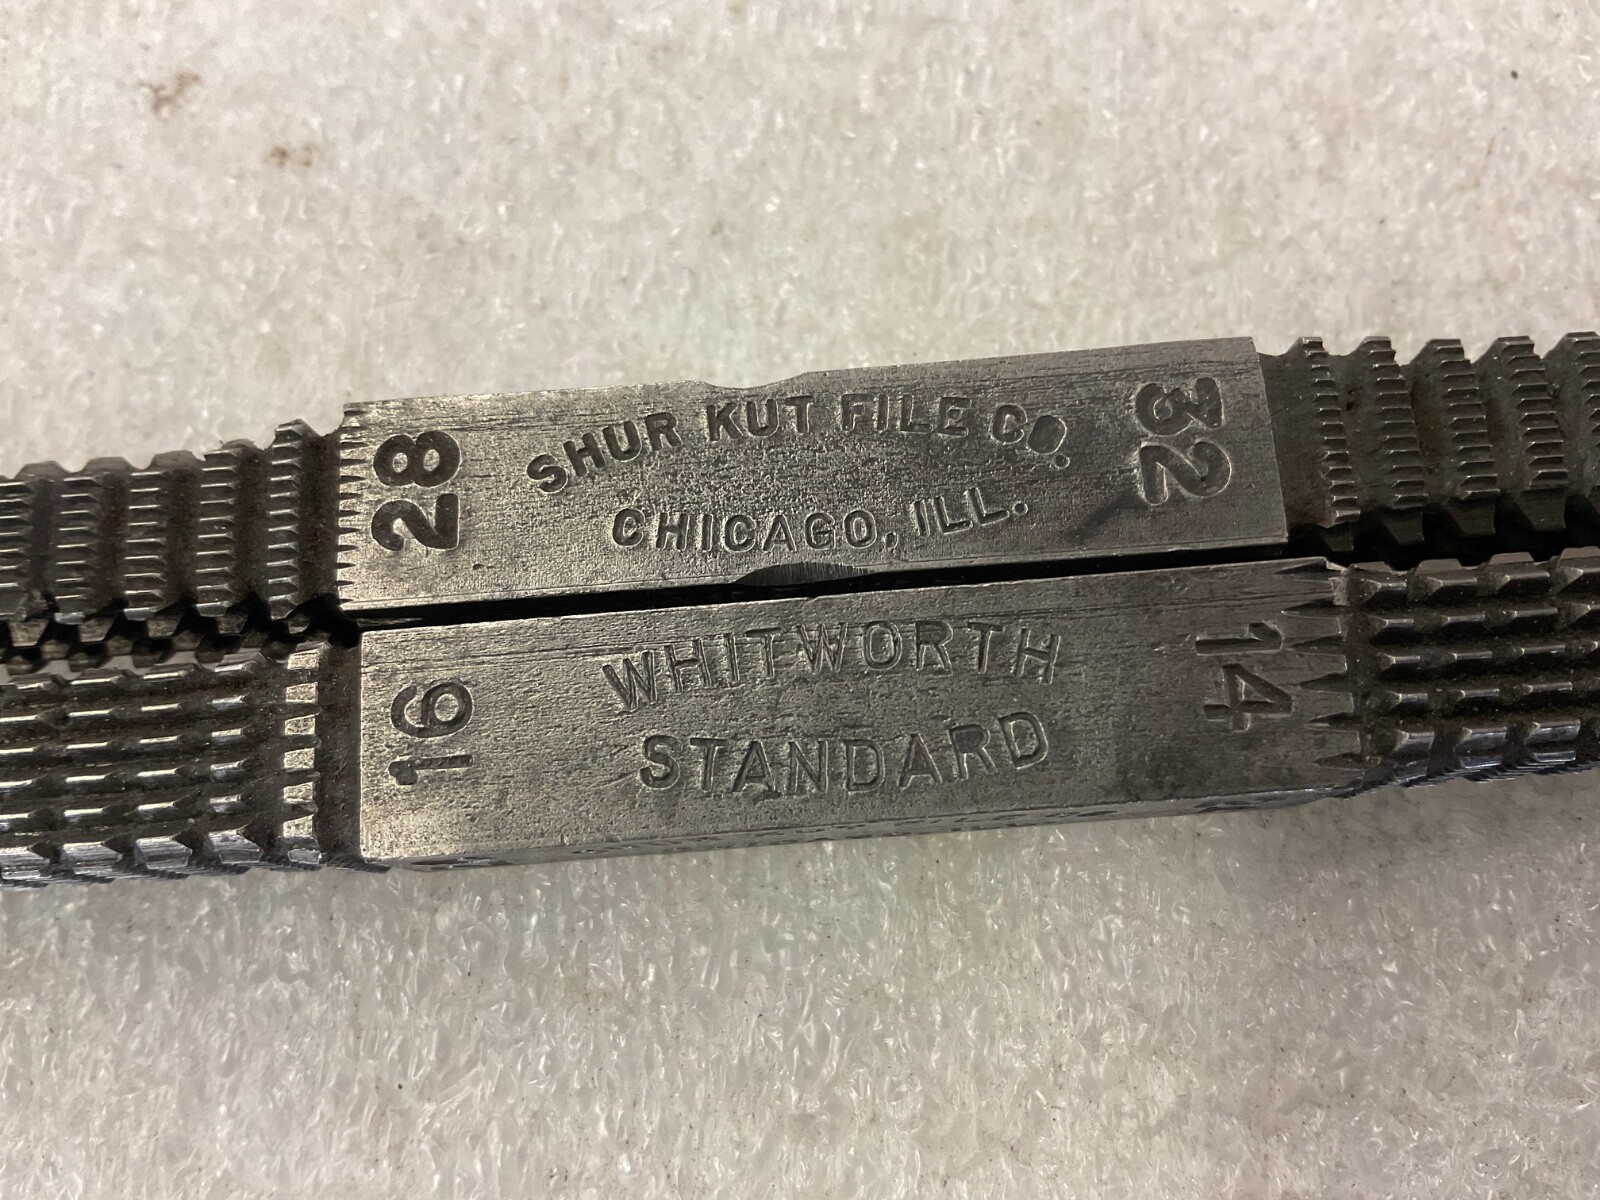 28
SHUR KUT FILE CO.
CHICAGO, ILL.
32
16
WHITWORTH
STANDARD
14